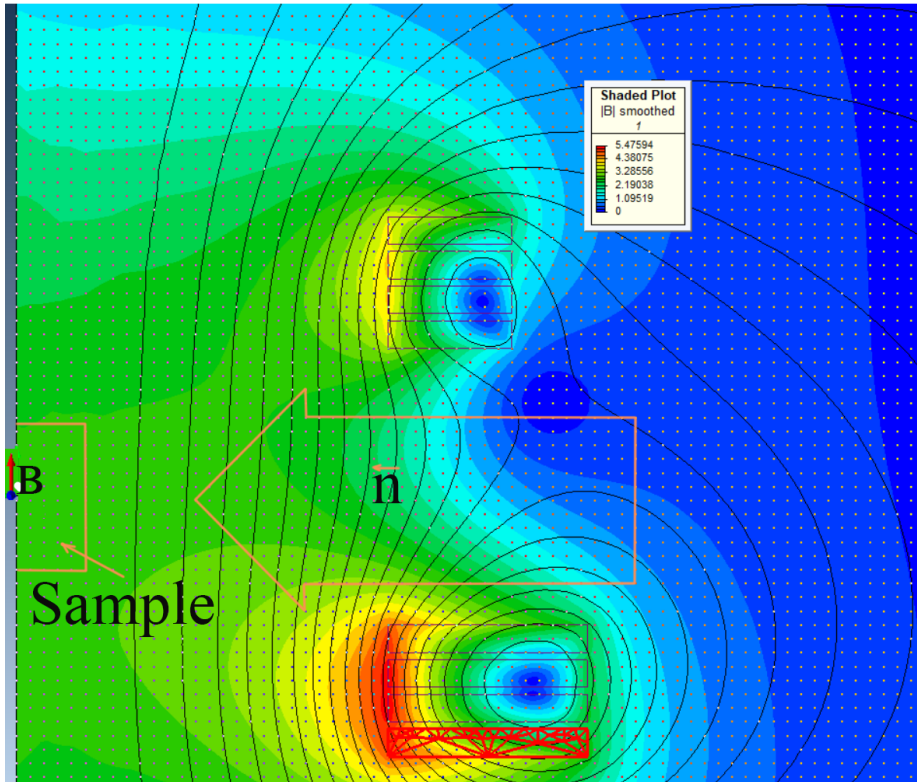 Shaded Plot
|B| smoothed
1
5.47594
4.38075
3.28556
2.19038
1.09519
0
B
n
Sample